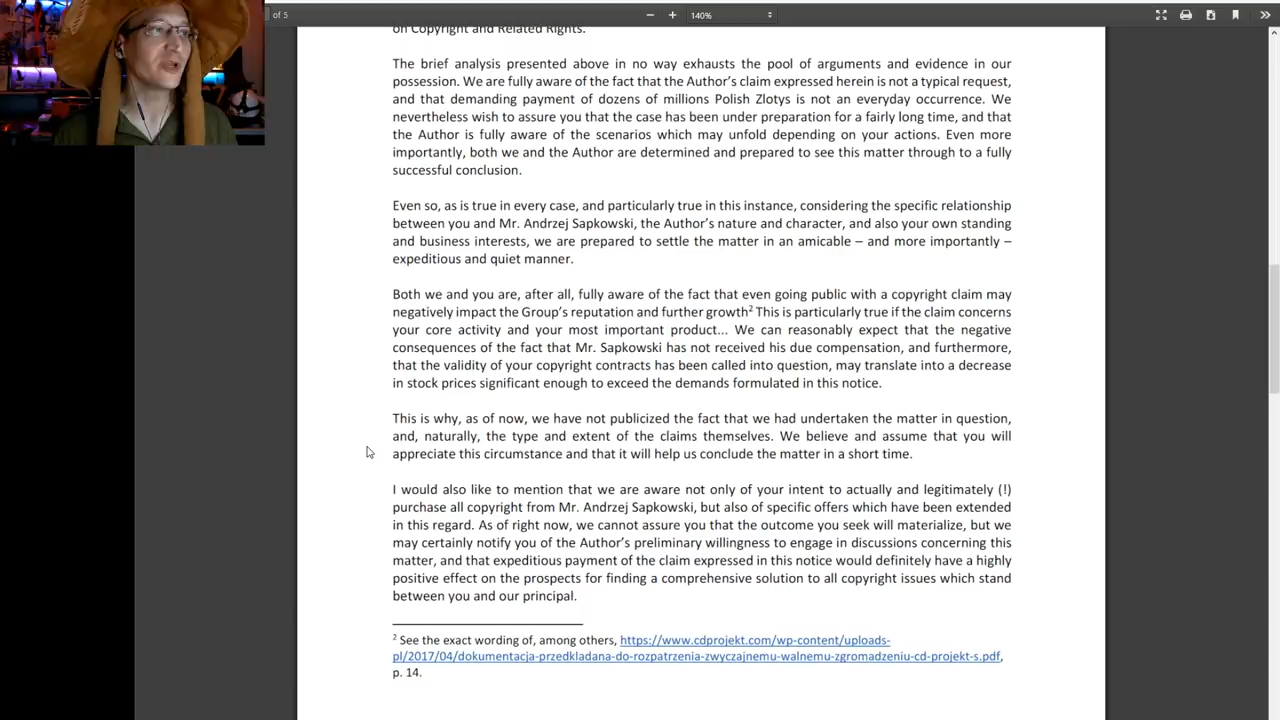 of 5
140%
on Copyright and Related Rights.
The brief analysis presented above in no way exhausts the pool of arguments and evidence in our
possession. We are fully aware of the fact that the Author's claim expressed herein is not a typical request,
and that demanding payment of dozens of millions Polish Zlotys is not an everyday occurrence. We
nevertheless wish to assure you that the case has been under preparation for a fairly long time, and that
the Author is fully aware of the scenarios which may unfold depending on your actions. Even more
importantly, both we and the Author are determined and prepared to see this matter through to a fully
successful conclusion.
Even so, as is true in every case, and particularly true in this instance, considering the specific relationship
between you and Mr. Andrzej Sapkowski, the Author's nature and character, and also your own standing
and business interests, we are prepared to settle the matter in an amicable – and more importantly –
expeditious and quiet manner.
Both we and you are, after all, fully aware of the fact that even going public with a copyright claim may
negatively impact the Group's reputation and further growth² This is particularly true if the claim concerns
your core activity and your most important product... We can reasonably expect that the negative
consequences of the fact that Mr. Sapkowski has not received his due compensation, and furthermore,
that the validity of your copyright contracts has been called into question, may translate into a decrease
in stock prices significant enough to exceed the demands formulated in this notice.
This is why, as of now, we have not publicized the fact that we had undertaken the matter in question,
and, naturally, the type and extent of the claims themselves. We believe and assume that you will
appreciate this circumstance and that it will help us conclude the matter in a short time.
I would also like to mention that we are aware not only of your intent to actually and legitimately (!)
purchase all copyright from Mr. Andrzej Sapkowski, but also of specific offers which have been extended
in this regard. As of right now, we cannot assure you that the outcome you seek will materialize, but we
may certainly notify you of the Author's preliminary willingness to engage in discussions concerning this
matter, and that expeditious payment of the claim expressed in this notice would definitely have a highly
positive effect on the prospects for finding a comprehensive solution to all copyright issues which stand
between you and our principal.
² See the exact wording of, among others, https://www.cdprojekt.com/wp-content/uploads-
pl/2017/04/dokumentacja-przedkladana-do-rozpatrzenia-zwyczajnemu-walnemu-zgromadzeniu-cd-projekt-s.pdf,
p. 14.